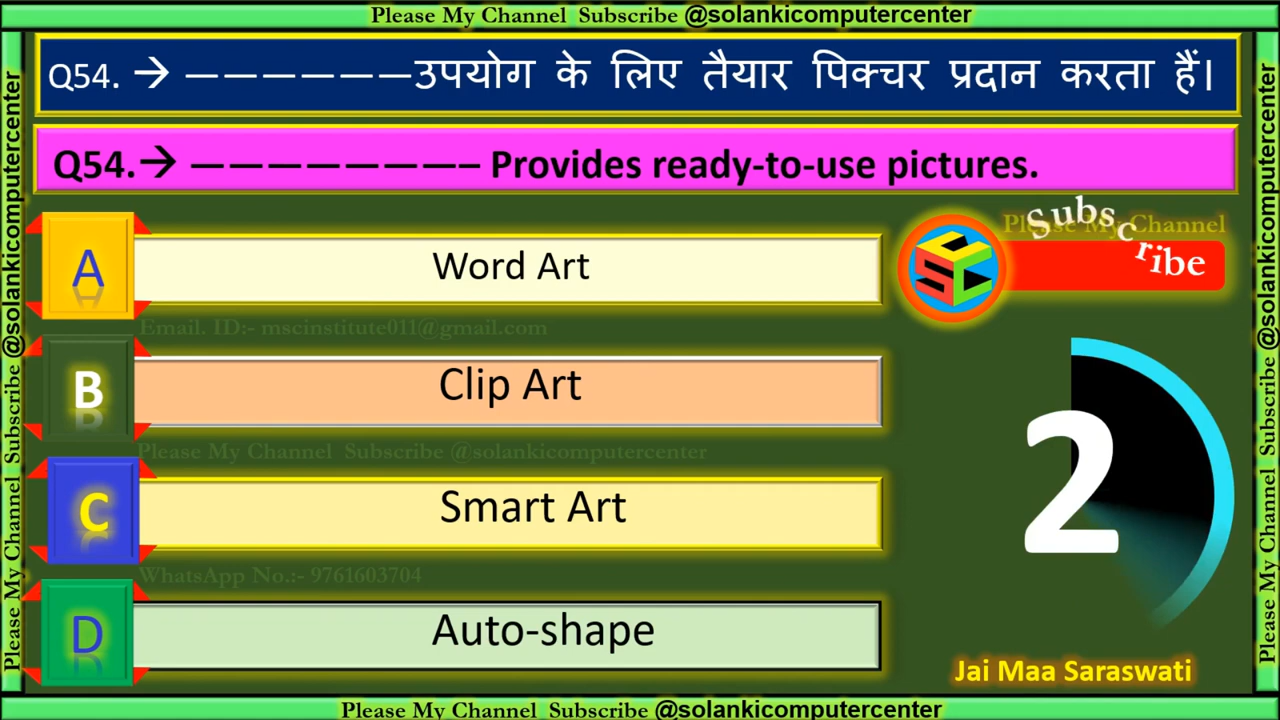 Please My Channel Subscribe @solankicomputercenter
Q54. → ——————उपयोग के लिए तैयार पिक्चर प्रदान करता हैं।
Q54.→ ———————— Provides ready-to-use pictures.
Please My Channel
Subscribe
CSC
A
Word Art
Email. ID:- mscinstitute011@gmail.com
B
Clip Art
Please My Channel Subscribe @solankicomputercenter
2
C
Smart Art
WhatsApp No.:- 9761603704
D
Auto-shape
Jai Maa Saraswati
Please My Channel Subscribe @solankicomputercenter
Please My Channel Subscribe @solankicomputercenter
Please My Channel Subscribe @solankicomputercenter